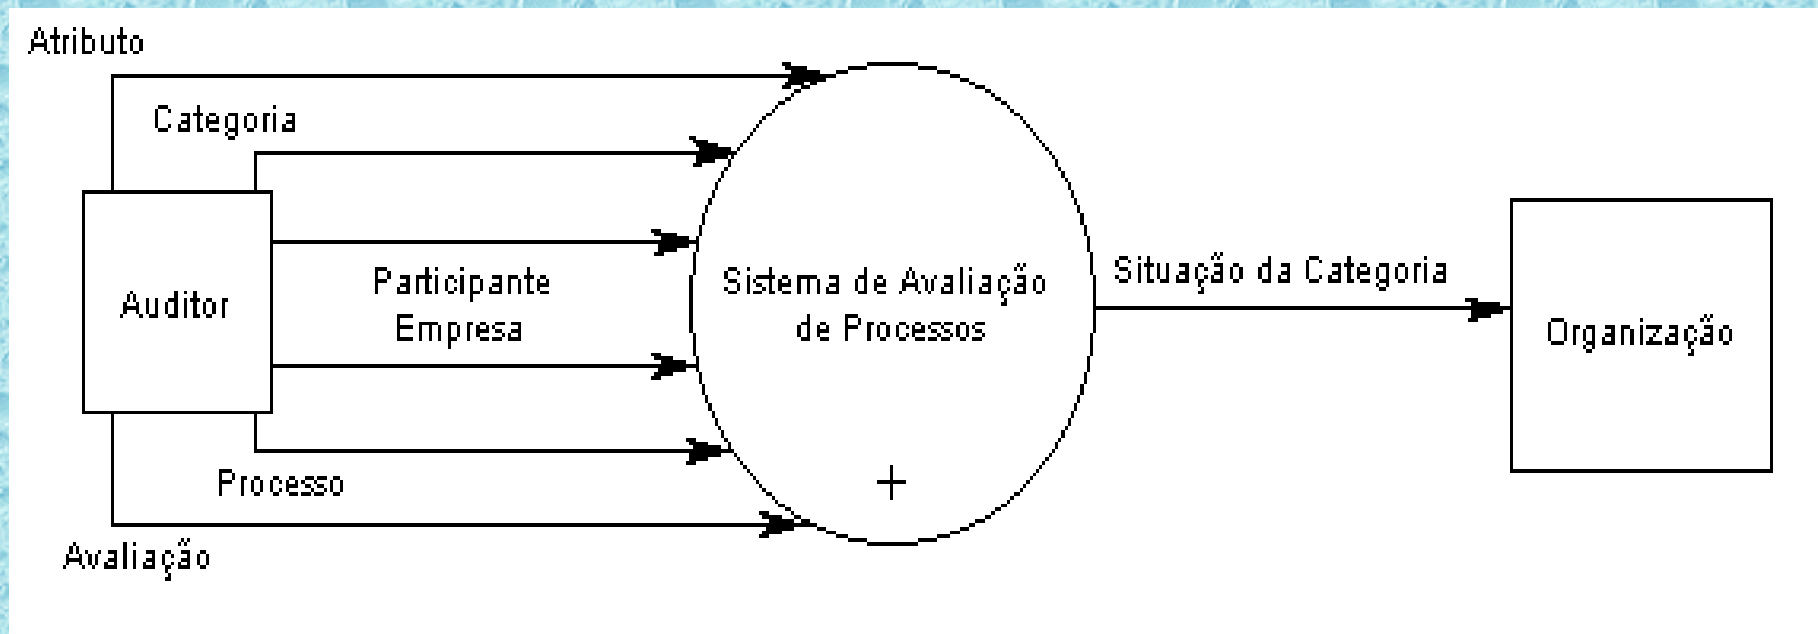 Atributo
Categoria
Participante
Empresa
Auditor
Processo
Avaliação
Sistema de Avaliação
de Processos
+
Situação da Categoria
Organização